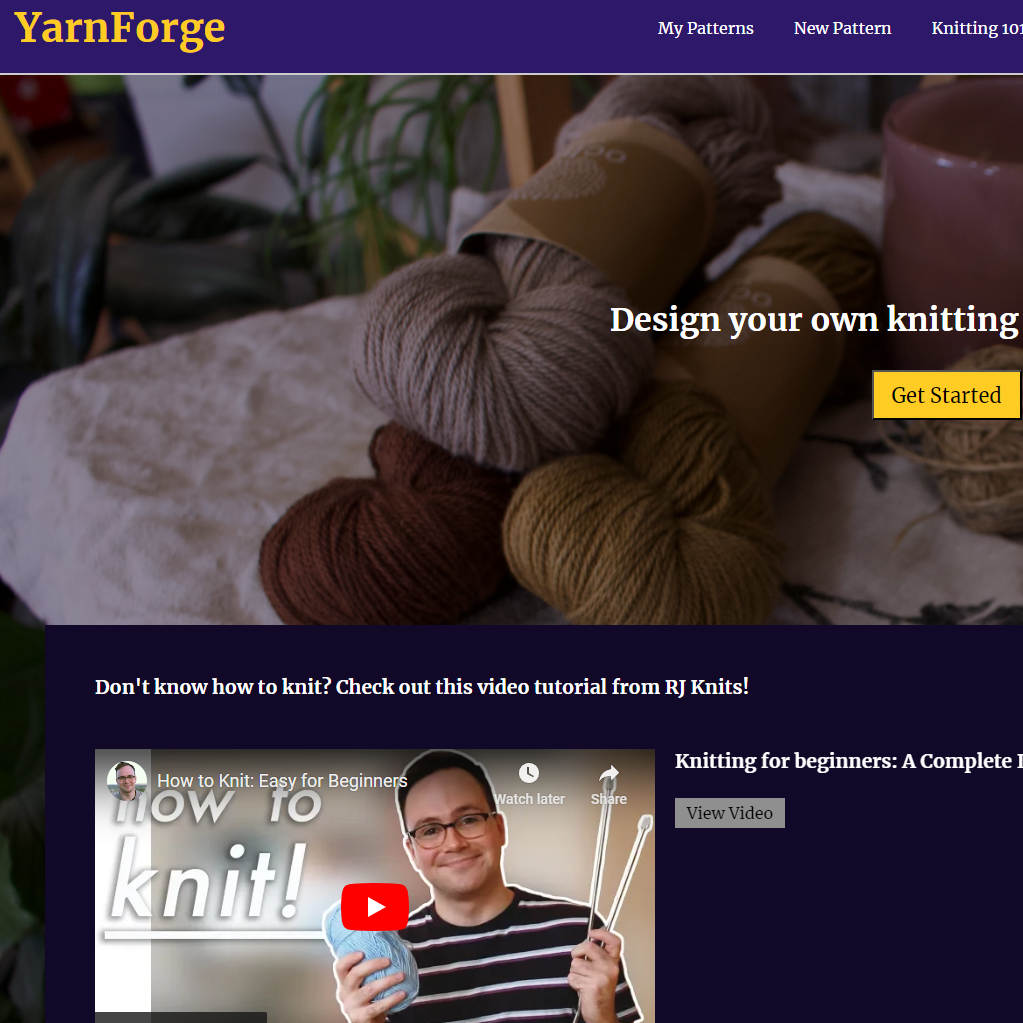 YarnForge
My Patterns New Pattern Knitting 101
Design your own knitting
Get Started
Don't know how to knit? Check out this video tutorial from RJ Knits!
How to Knit: Easy for Beginners
Watch later Share
how to
knit!
Knitting for beginners: A Complete
View Video